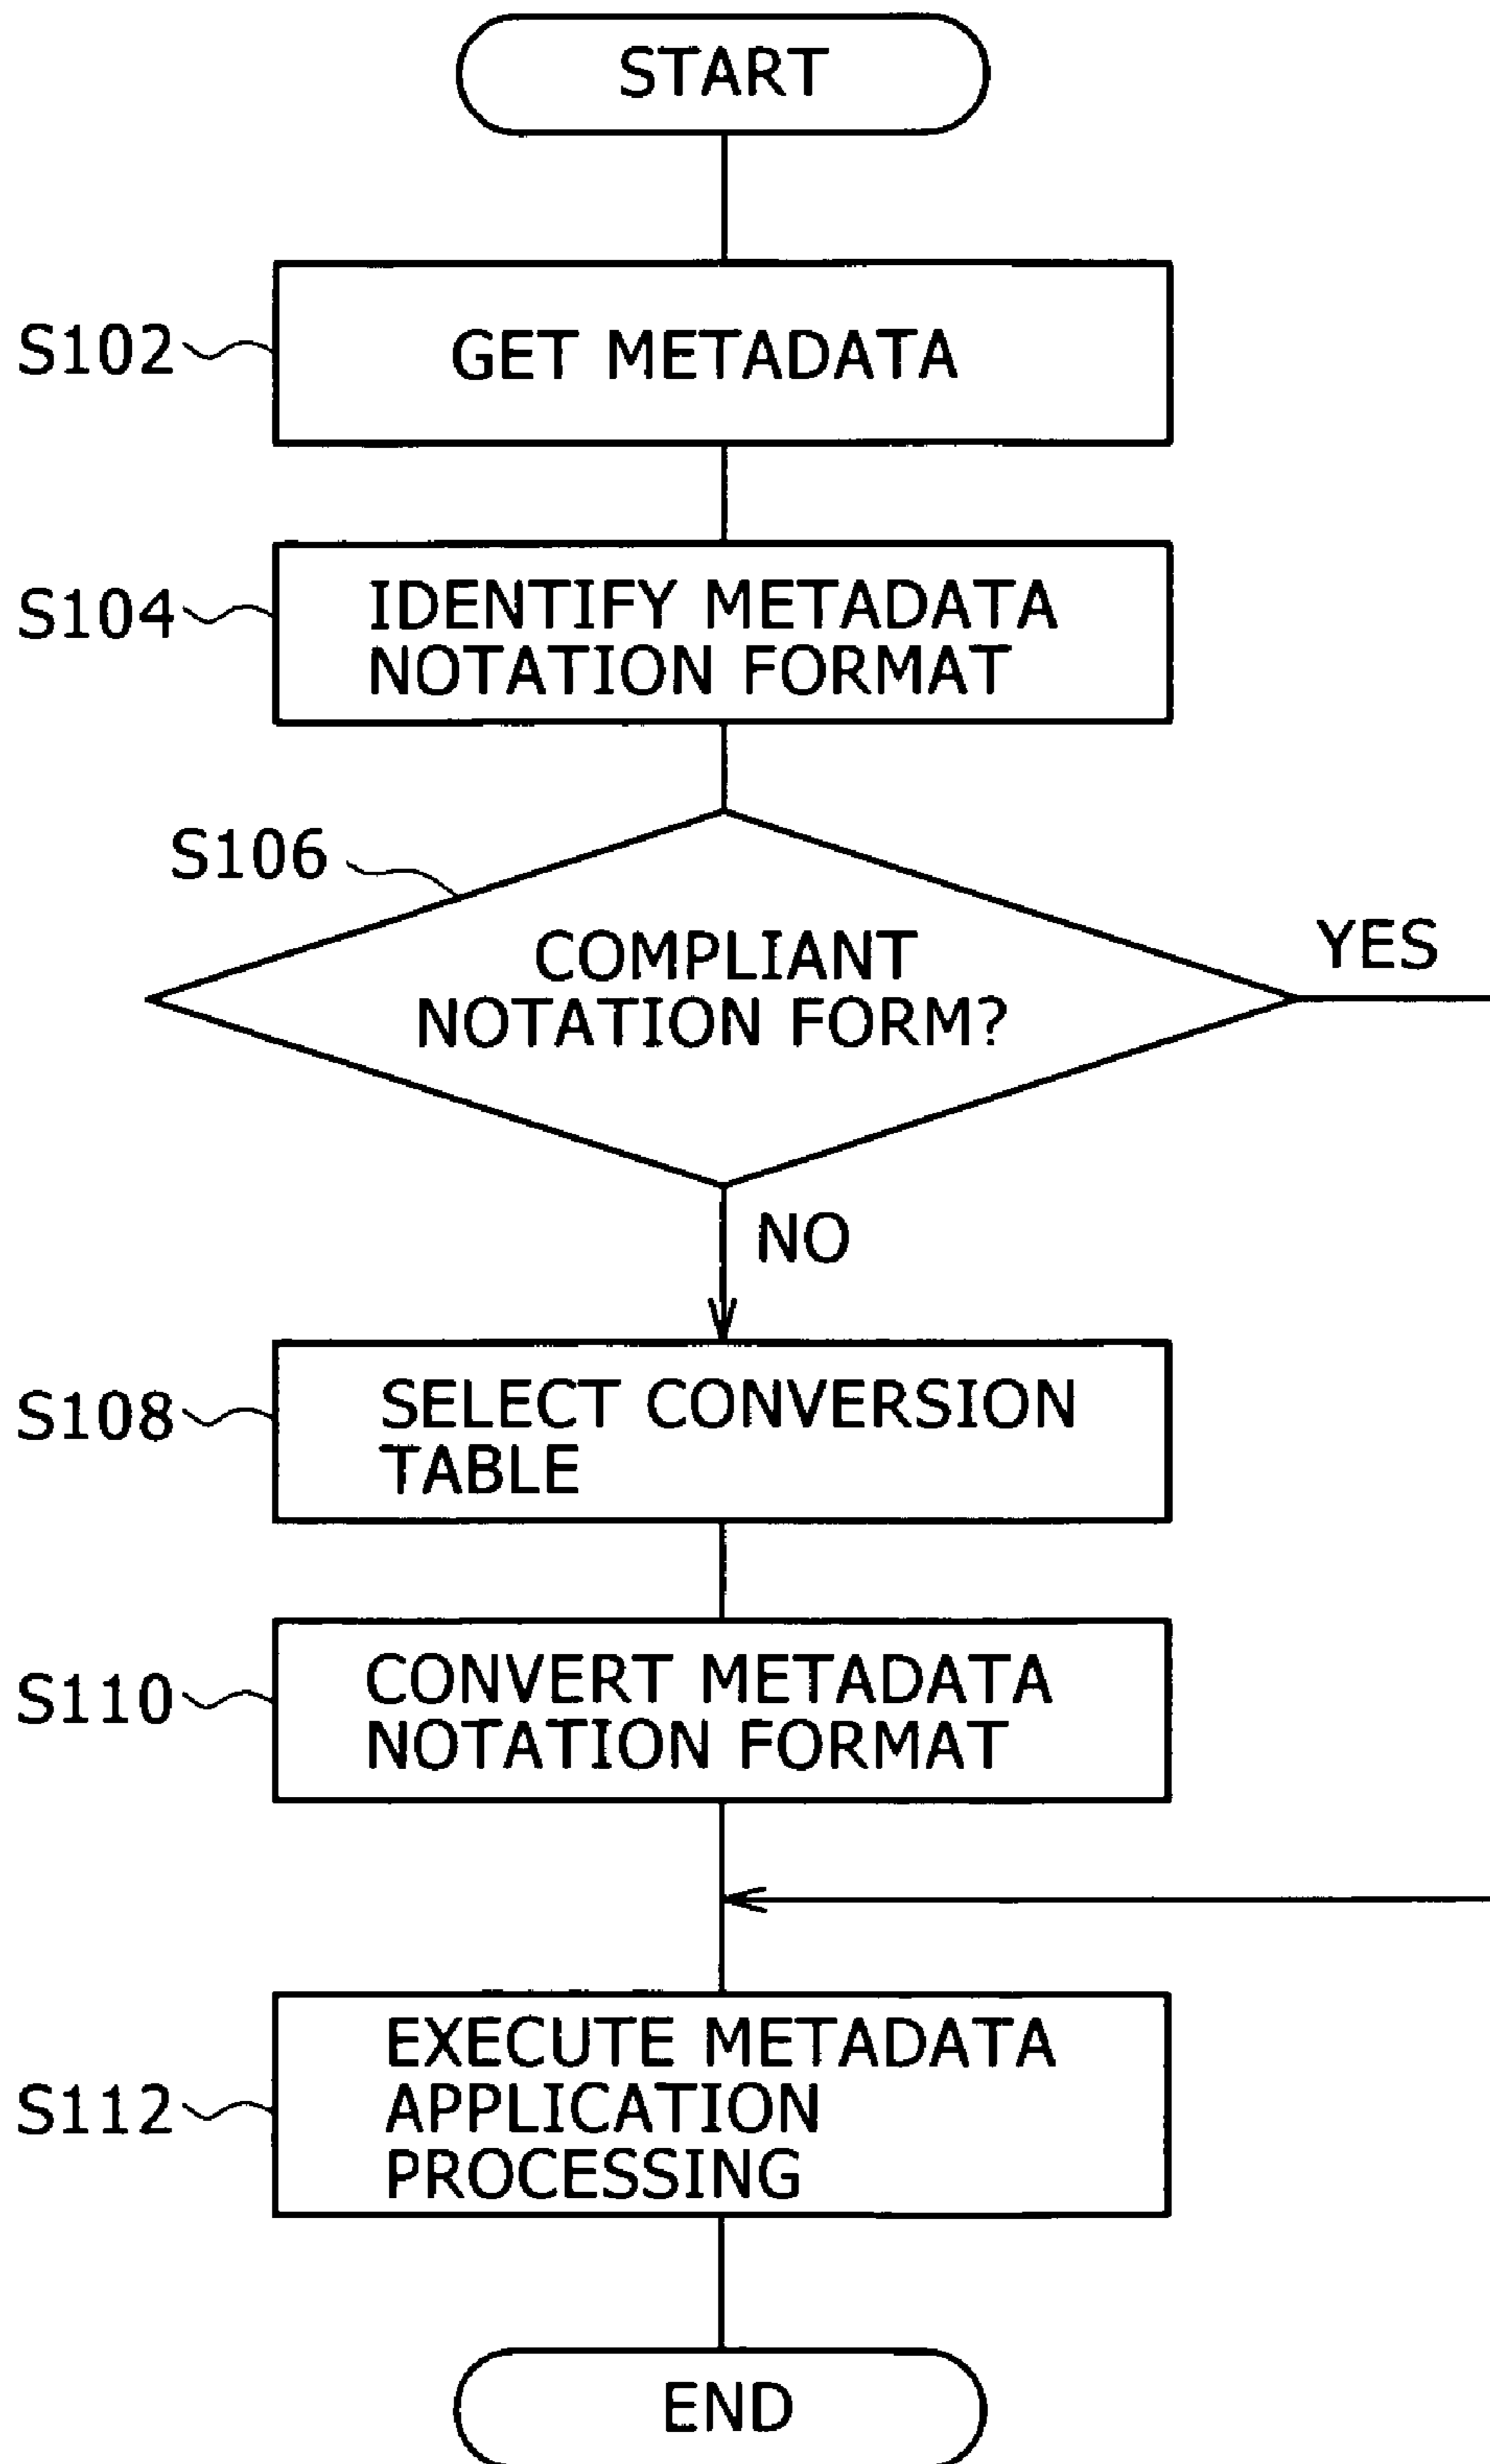 START
S102
GET METADATA
S104
IDENTIFY METADATA
NOTATION FORMAT
S106
COMPLIANT
NOTATION FORM?
YES
NO
S108
SELECT CONVERSION
TABLE
S110
CONVERT METADATA
NOTATION FORMAT
S112
EXECUTE METADATA
APPLICATION
PROCESSING
END